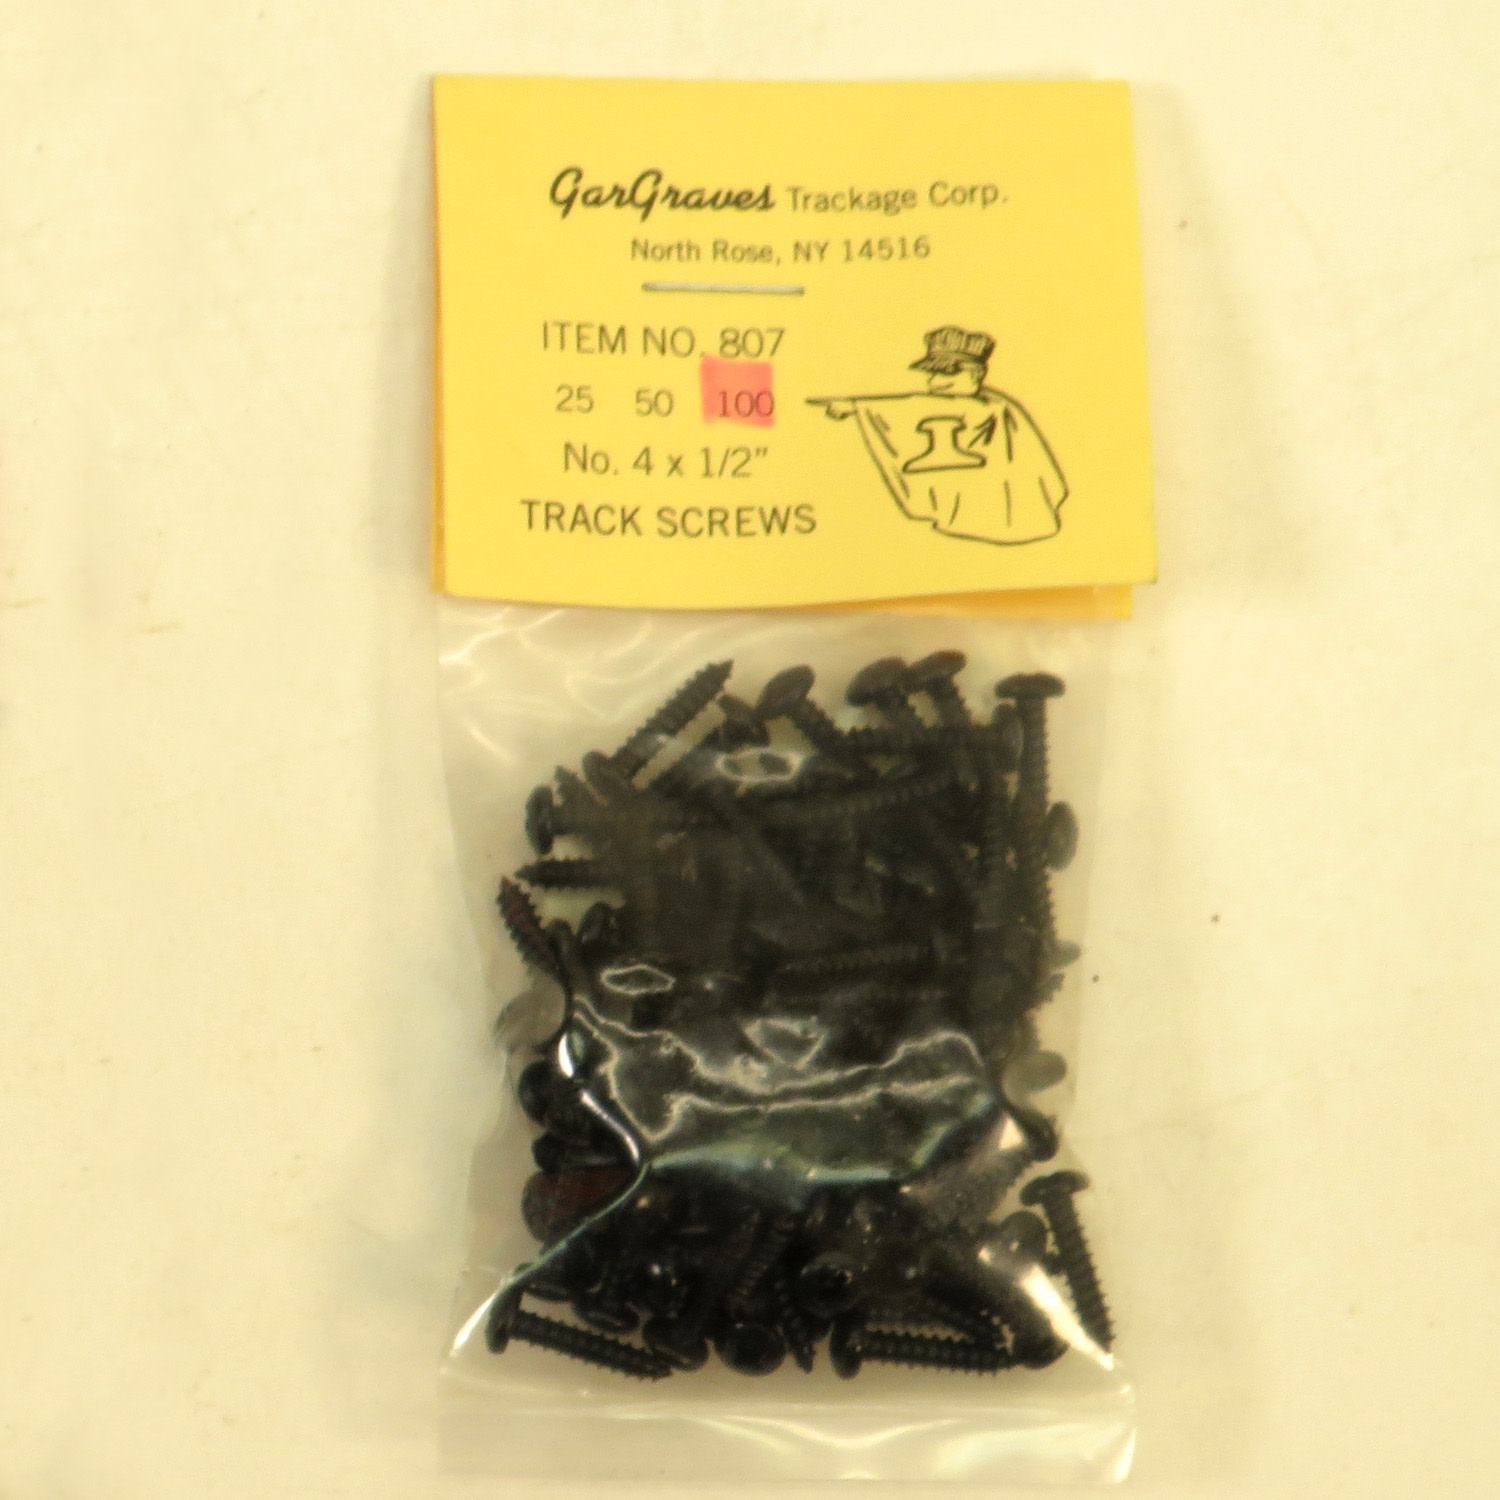 GarGraves Trackage Corp.
North Rose, NY 14516
ITEM NO. 807
25 50 100
No. 4 x 1/2"
TRACK SCREWS